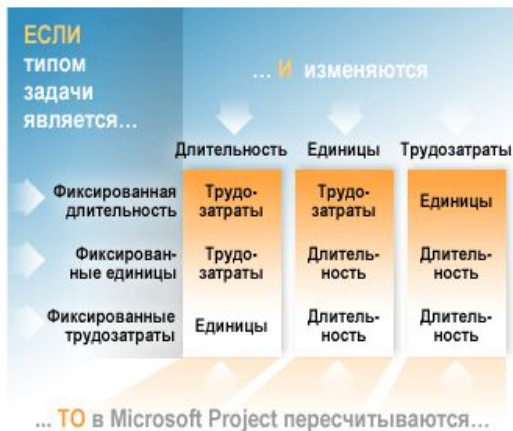 ЕСЛИ
типом
задачи
является...
... И изменяются
Длительность Единицы Трудозатраты
Фиксированная
длительность
Трудо-
затраты
Трудо-
затраты
Единицы
Фиксирован-
ные единицы
Трудо-
затраты
Длитель-
ность
Длитель-
ность
Фиксированные
трудозатраты
Единицы
Длитель-
ность
Длитель-
ность
... ТО в Microsoft Project пересчитываются...